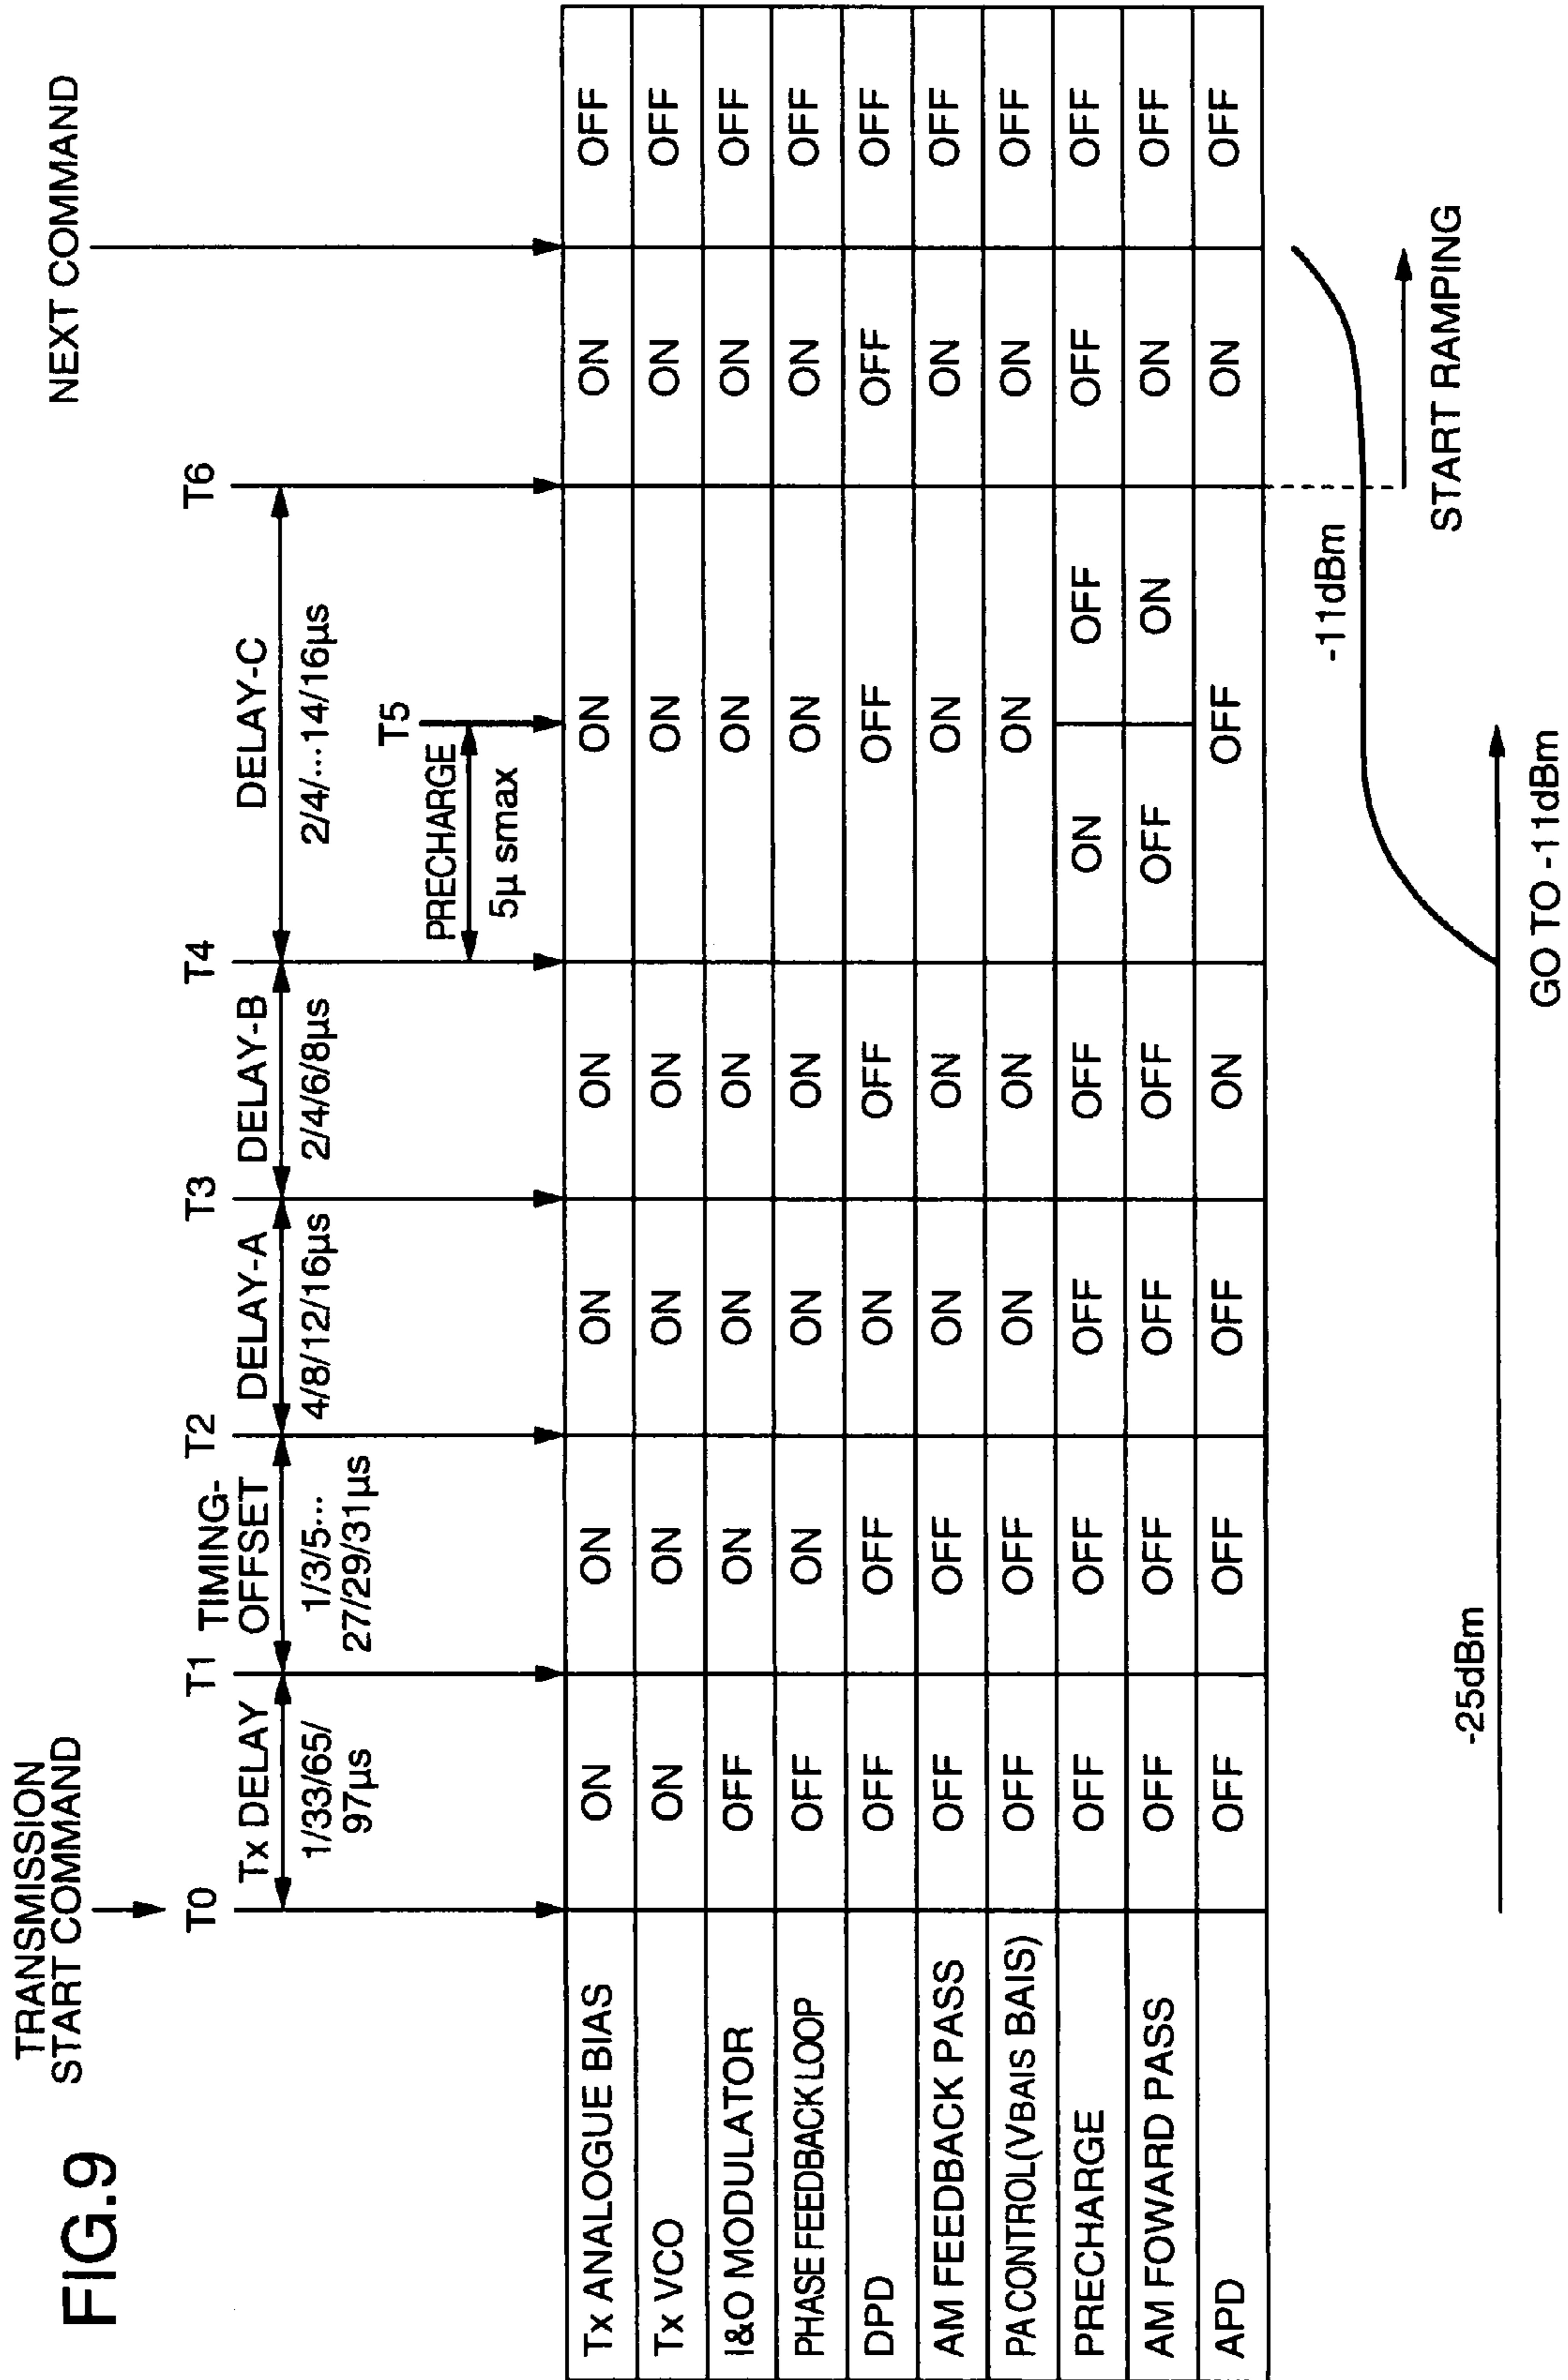 FIG.9
TRANSMISSION
START COMMAND
NEXT COMMAND
T0
Tx DELAY
1/33/65/
97µs
T1
TIMING-
OFFSET
1/3/5...
27/29/31µs
T2
DELAY-A
4/8/12/16µs
T3
DELAY-B
2/4/6/8µs
T4
DELAY-C
2/4/...14/16µs
PRECHARGE
5µ smax
T5
T6
Tx ANALOGUE BIAS ON ON ON ON ON ON OFF
Tx VCO ON ON ON ON ON ON OFF
I&O MODULATOR OFF ON ON ON ON ON OFF
PHASE FEEDBACK LOOP OFF ON ON ON ON ON OFF
DPD OFF OFF ON OFF OFF OFF OFF
AM FEEDBACK PASS OFF OFF ON ON ON ON OFF
PA CONTROL(VBAIS BAIS) OFF OFF ON ON ON ON OFF
PRECHARGE OFF OFF OFF OFF ON OFF OFF OFF
AM FOWARD PASS OFF OFF OFF OFF OFF ON ON OFF
APD OFF OFF OFF ON OFF ON OFF
-25dBm
-11dBm
GO TO -11dBm
START RAMPING